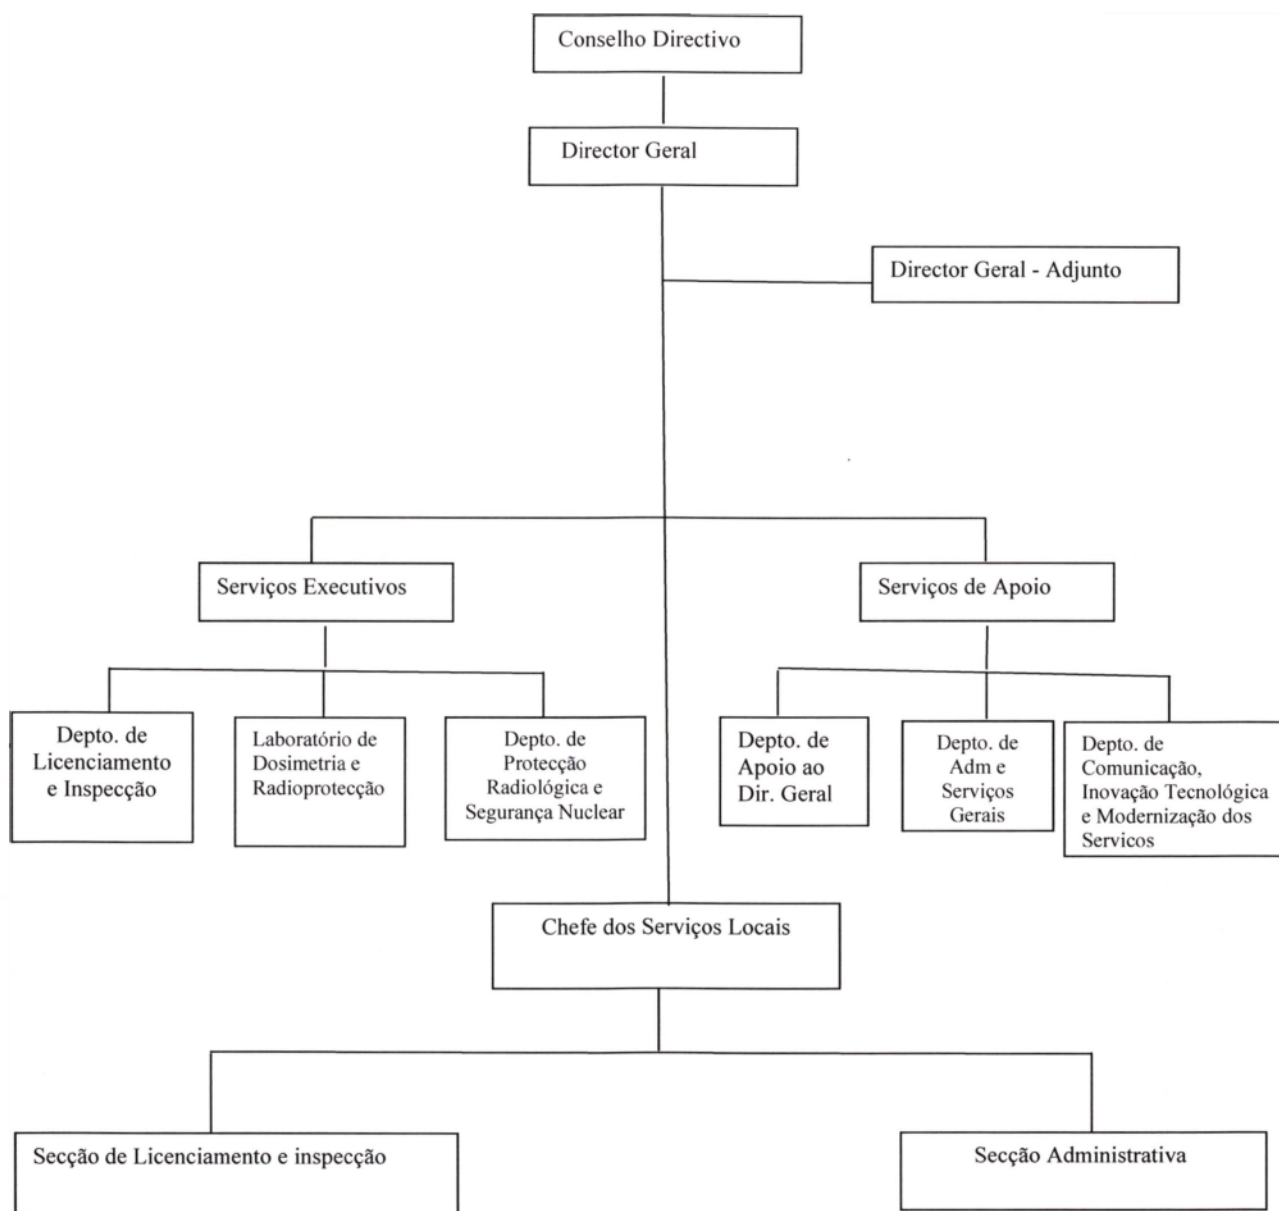 Conselho Directivo
Director Geral
Director Geral - Adjunto
Serviços Executivos
Serviços de Apoio
Depto. de
Licenciamento
e Inspecção
Laboratório de
Dosimetria e
Radioprotecção
Depto. de
Protecção
Radiológica e
Segurança Nuclear
Depto. de
Apoio ao
Dir. Geral
Depto. de
Adm e
Serviços
Gerais
Depto. de
Comunicação,
Inovação Tecnológica
e Modernização dos
Servicos
Chefe dos Serviços Locais
Secção de Licenciamento e inspecção
Secção Administrativa